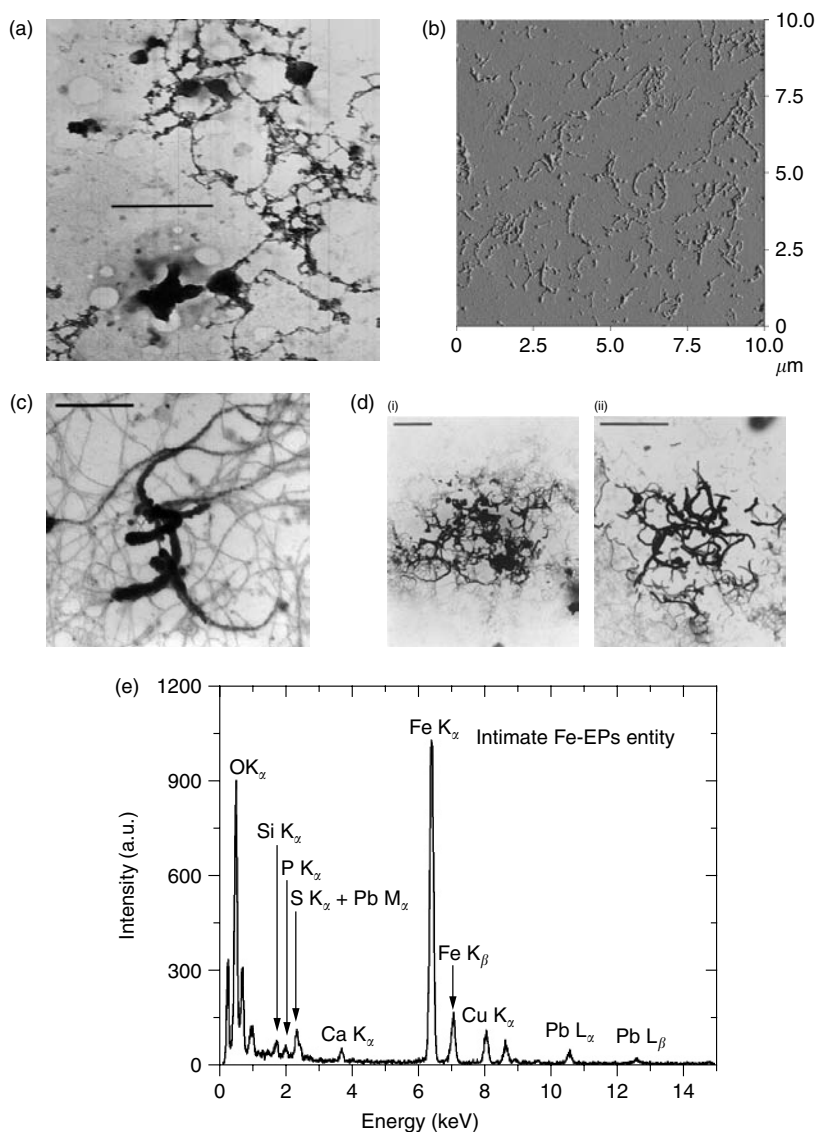 (a)
(b)
10.0
7.5
5.0
2.5
0
0 2.5 5.0 7.5 10.0
μm
(c)
(d)
(i)
(ii)
(e)
1200
900
600
300
0
Intensity (a.u.)
OKα
Si Kα
P Kα
S Kα + Pb Mα
Ca Kα
Fe Kα
Intimate Fe-EPs entity
Fe Kβ
Cu Kα
Pb Lα
Pb Lβ
0 2 4 6 8 10 12 14
Energy (keV)